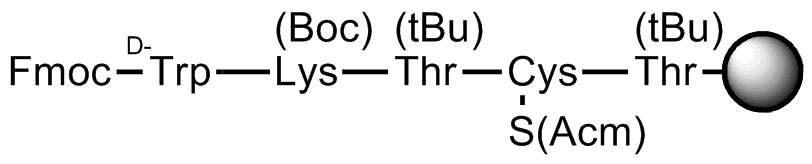 (Boc) (tBu) (tBu)
Fmoc–D-Trp–Lys–Thr–Cys–Thr
S(Acm)